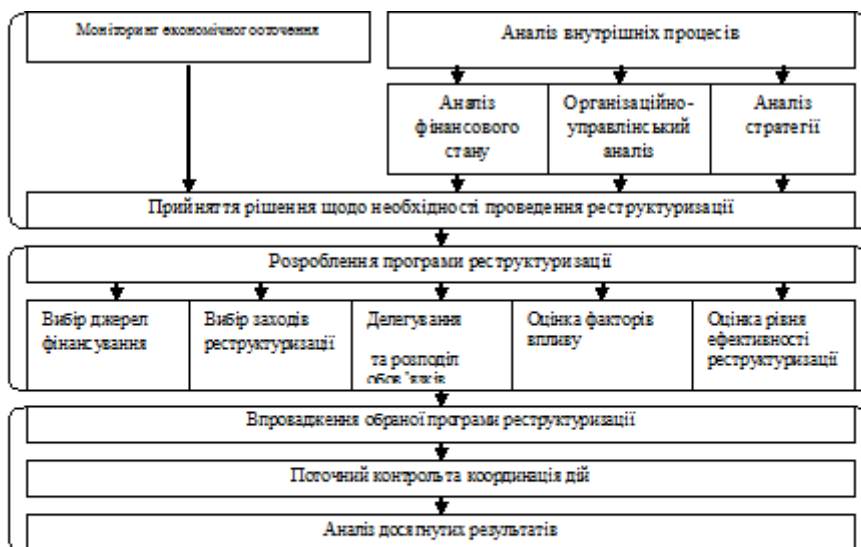 Моніторинг економічного оточення
Аналіз внутрішніх процесів
Аналіз
фінансового
стану
Організаційно-
управлінський
аналіз
Аналіз
стратегії
Прийняття рішення щодо необхідності проведення реструктуризації
Розроблення програми реструктуризації
Вибір джерел
фінансування
Вибір заходів
реструктуризації
Делегування
та розподіл
обов’язків
Оцінка факторів
впливу
Оцінка рівня
ефективності
реструктуризації
Впровадження обраної програми реструктуризації
Поточний контроль та координація дій
Аналіз досягнутих результатів